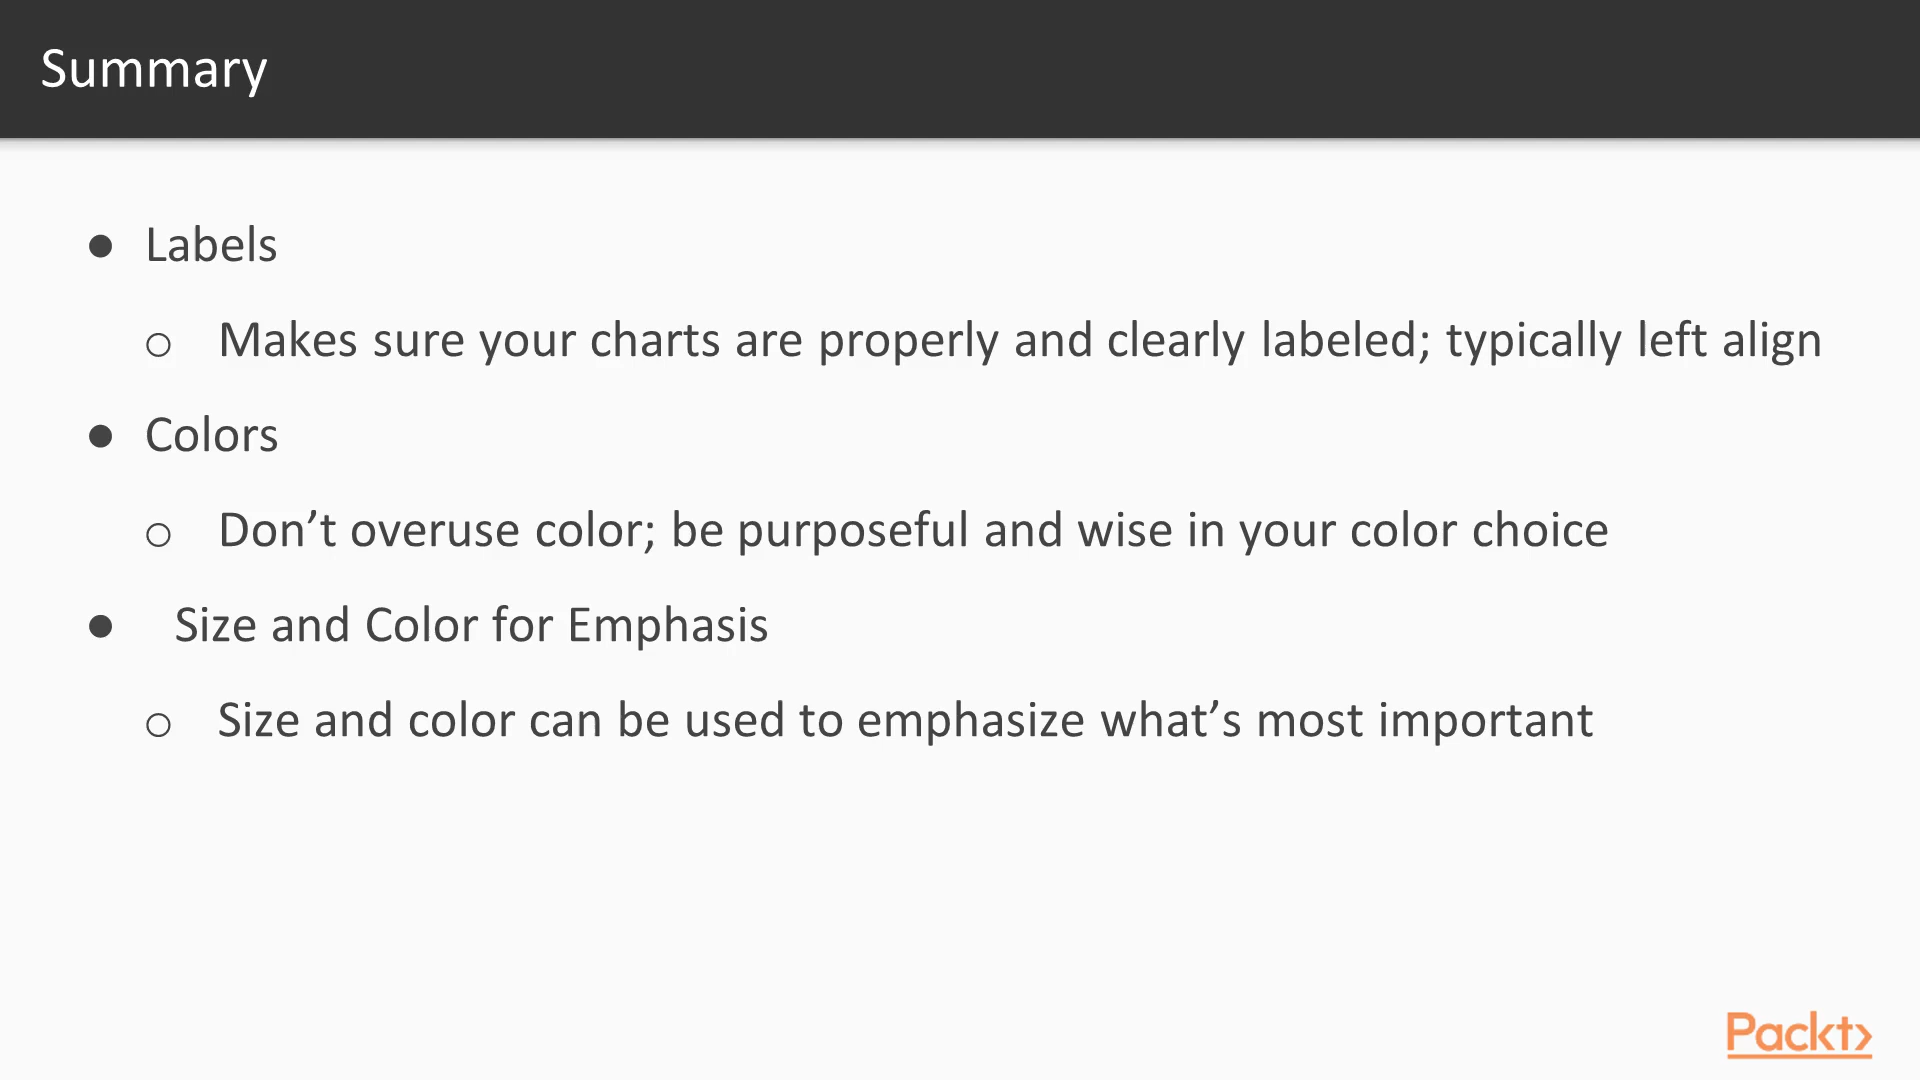 Summary
● Labels
○ Makes sure your charts are properly and clearly labeled; typically left align
● Colors
○ Don’t overuse color; be purposeful and wise in your color choice
● Size and Color for Emphasis
○ Size and color can be used to emphasize what’s most important
Packt>